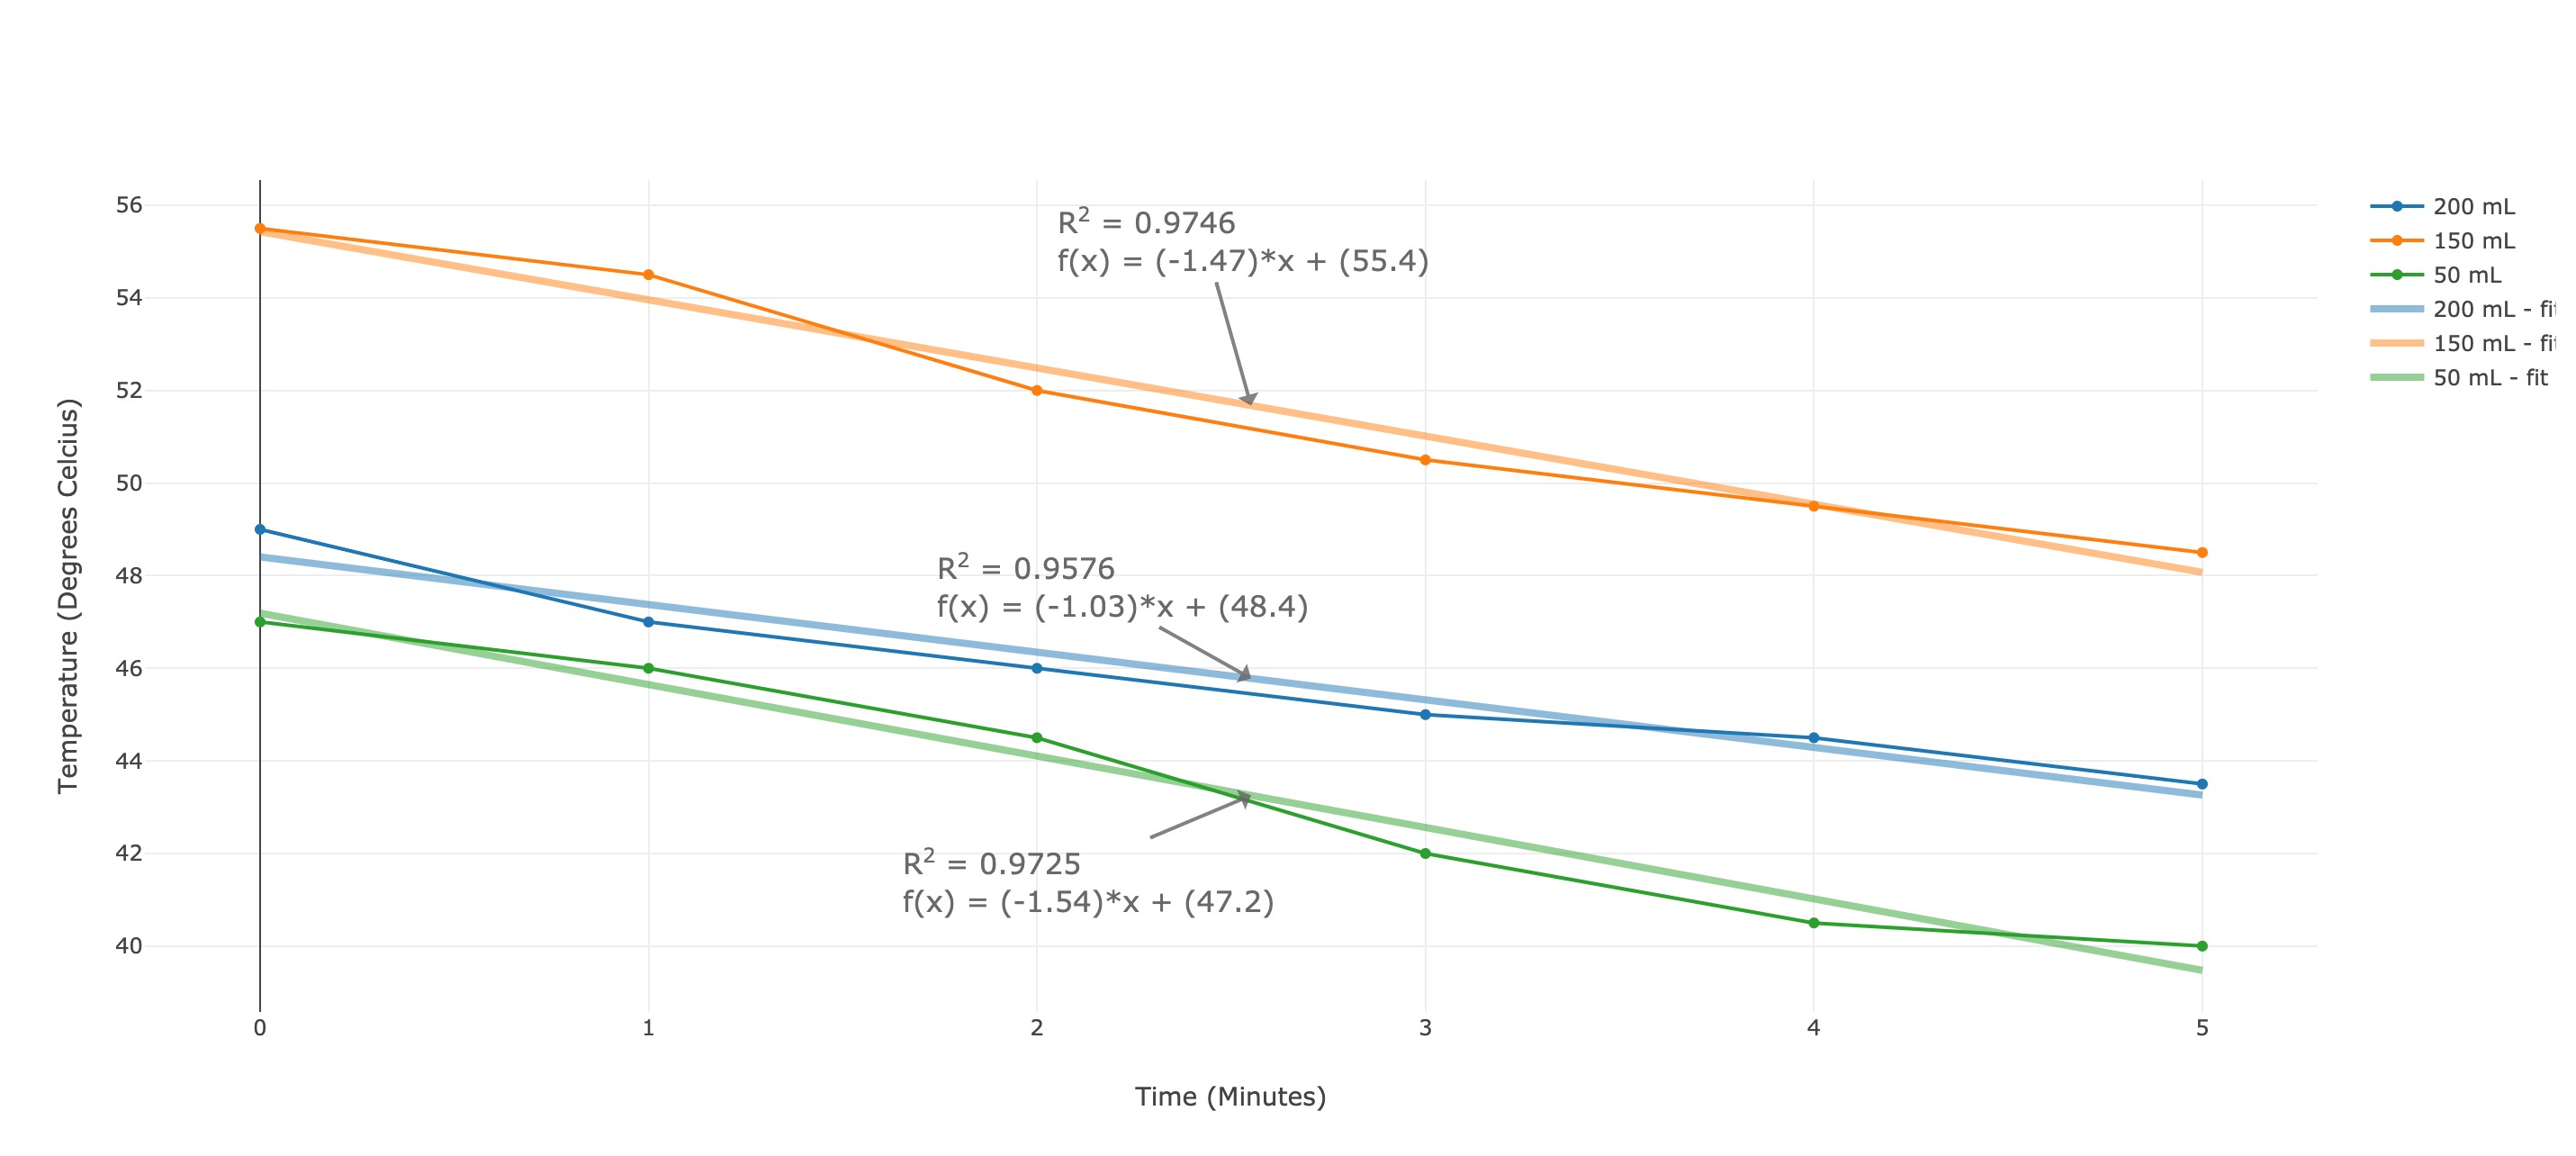 R² = 0.9746
f(x) = (-1.47)*x + (55.4)
R² = 0.9576
f(x) = (-1.03)*x + (48.4)
R² = 0.9725
f(x) = (-1.54)*x + (47.2)
56
54
52
50
48
46
44
42
40
Temperature (Degrees Celcius)
0 1 2 3 4 5
Time (Minutes)
200 mL
150 mL
50 mL
200 mL - fi
150 mL - fi
50 mL - fit